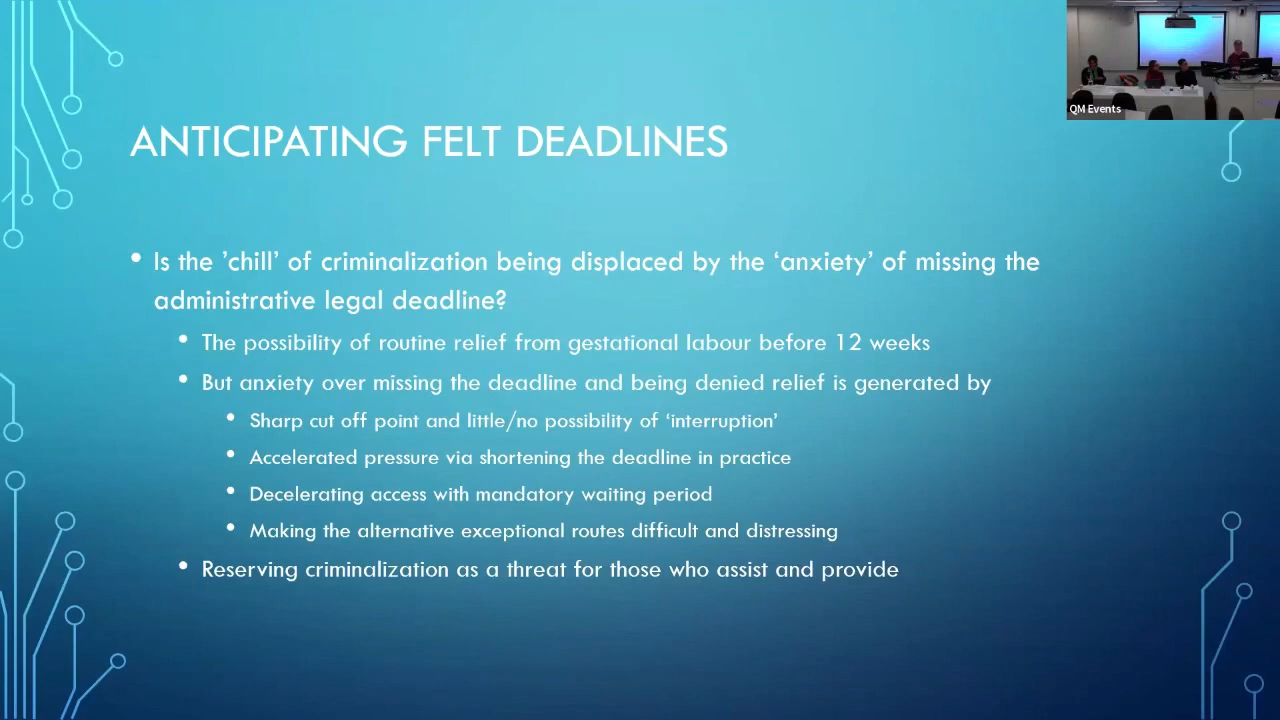 QM Events
ANTICIPATING FELT DEADLINES
• Is the ’chill’ of criminalization being displaced by the ‘anxiety’ of missing the
administrative legal deadline?
• The possibility of routine relief from gestational labour before 12 weeks
• But anxiety over missing the deadline and being denied relief is generated by
• Sharp cut off point and little/no possibility of ‘interruption’
• Accelerated pressure via shortening the deadline in practice
• Decelerating access with mandatory waiting period
• Making the alternative exceptional routes difficult and distressing
• Reserving criminalization as a threat for those who assist and provide